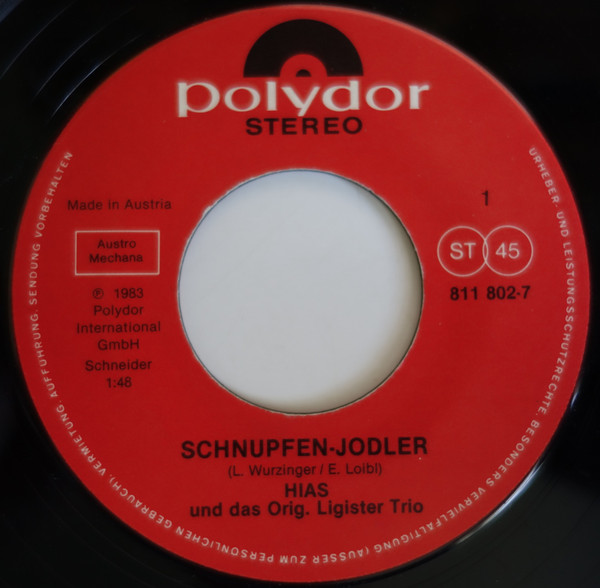 polydor
STEREO
Made in Austria
1
Austro
Mechana
ST 45
811 802-7
℗ 1983
Polydor
International
GmbH
Schneider
1:48
SCHNUPFEN-JODLER
(L. Wurzinger / E. Loibl)
HIAS
und das Orig. Ligister Trio
URHEBER- UND LEISTUNGSSCHUTZRECHTE, BESONDERS VERVIELFÄLTIGUNG (AUSSER ZUM PERSÖNLICHEN GEBRAUCH), VERMIETUNG, AUFFÜHRUNG, SENDUNG VORBEHALTEN